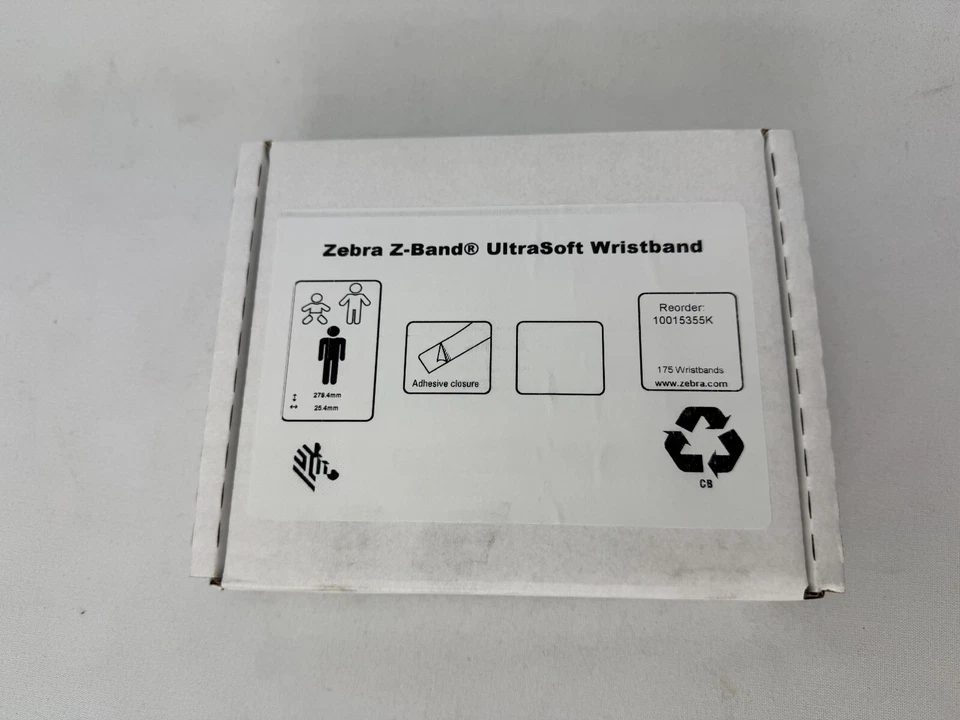 Zebra Z-Band® UltraSoft Wristband
279.4mm
25.4mm
Adhesive closure
Reorder:
10015355K
175 Wristbands
www.zebra.com
CB